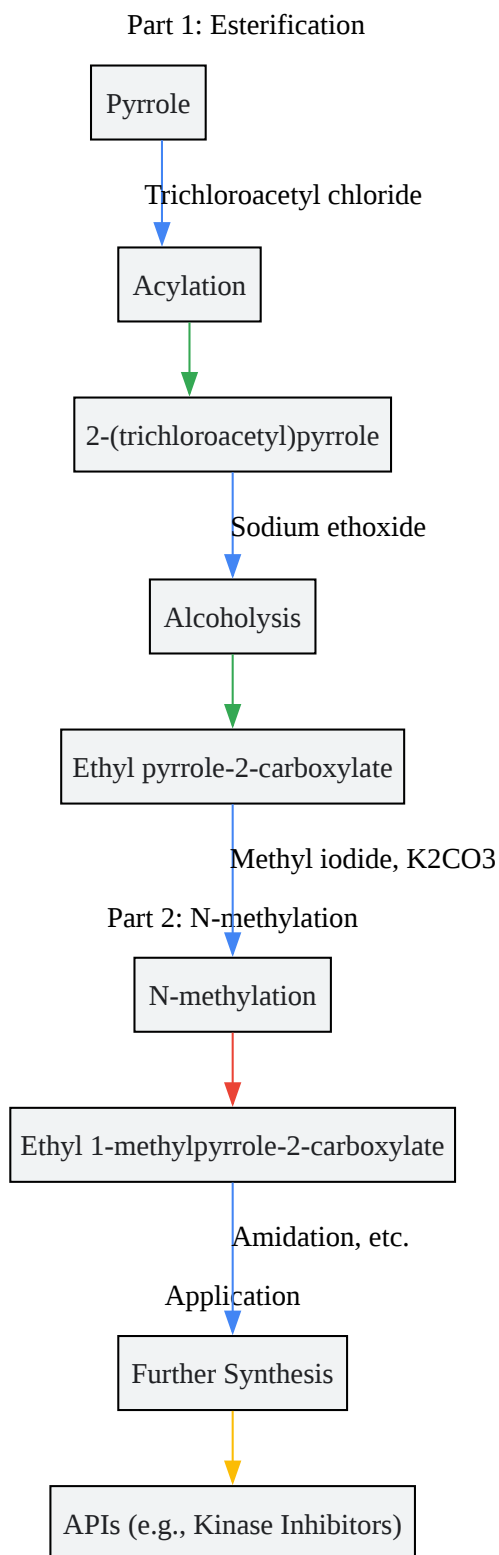 Part 1: Esterification
Pyrrole
Trichloroacetyl chloride
Acylation
2-(trichloroacetyl)pyrrole
Sodium ethoxide
Alcoholysis
Ethyl pyrrole-2-carboxylate
Methyl iodide, K2CO3
Part 2: N-methylation
N-methylation
Ethyl 1-methylpyrrole-2-carboxylate
Amidation, etc.
Application
Further Synthesis
APIs (e.g., Kinase Inhibitors)